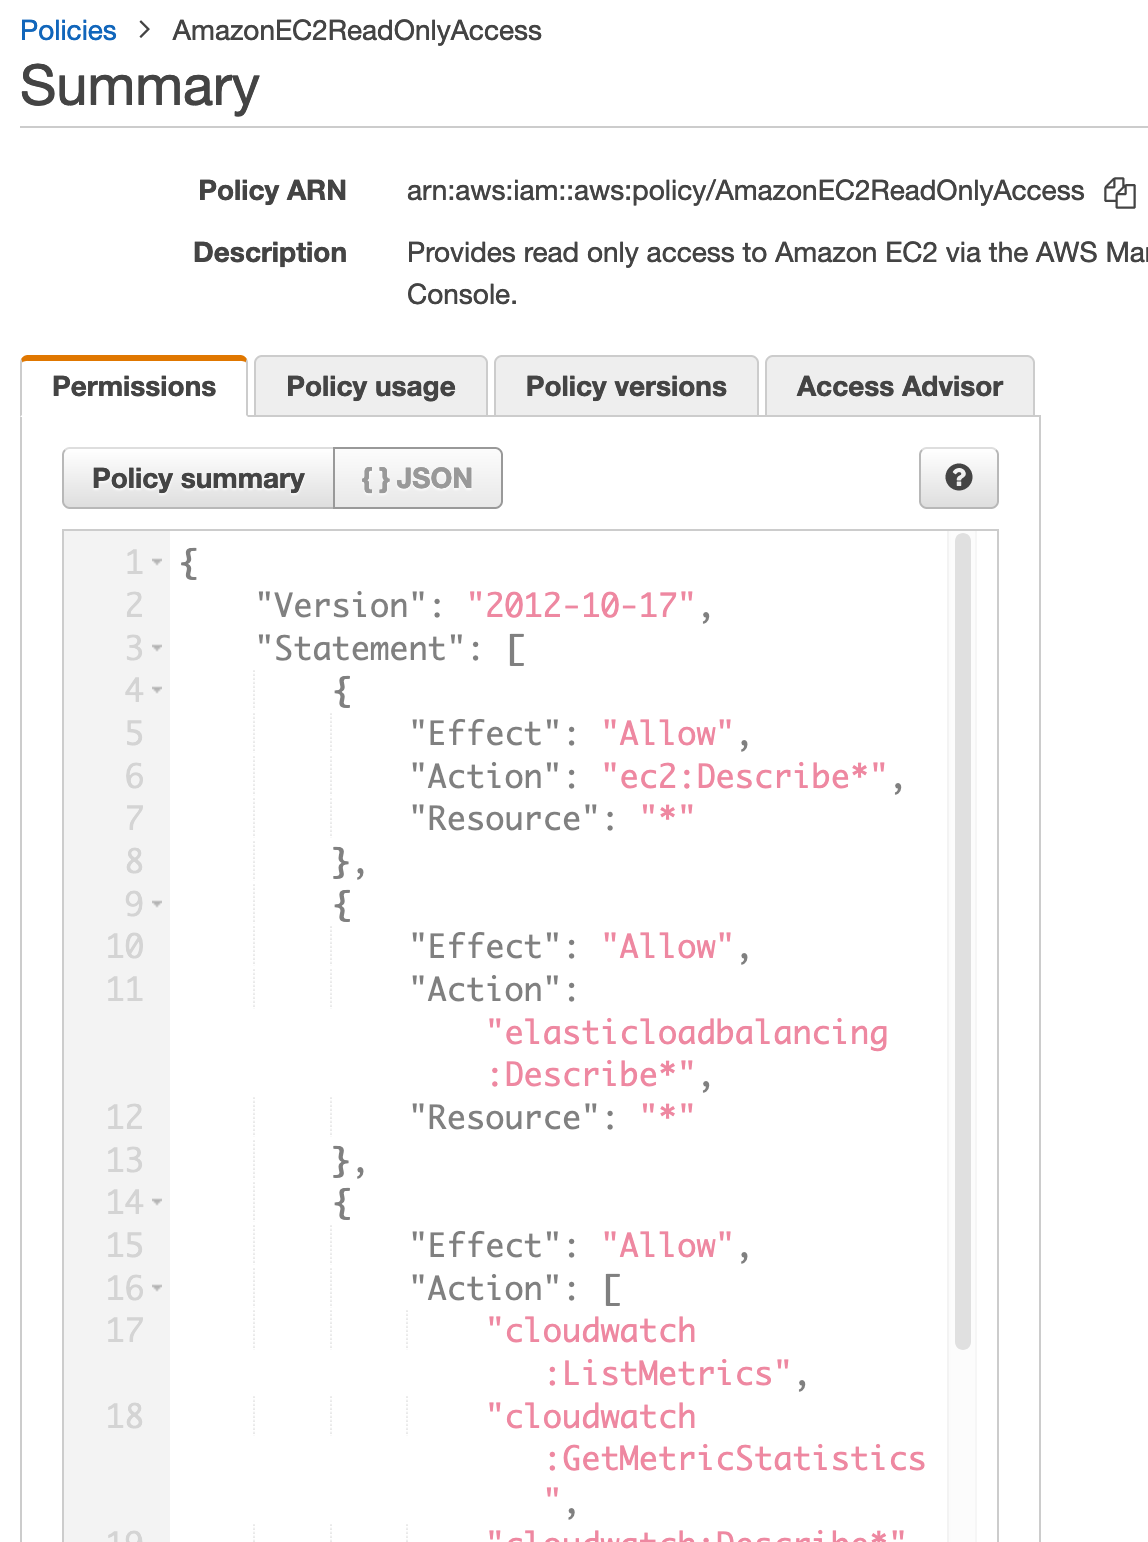 Policies > AmazonEC2ReadOnlyAccess
Summary
Policy ARN arn:aws:iam::aws:policy/AmazonEC2ReadOnlyAccess
Description Provides read only access to Amazon EC2 via the AWS
Console.
Permissions Policy usage Policy versions Access Advisor
Policy summary { } JSON ?
1 {
2 "Version": "2012-10-17",
3 "Statement": [
4 {
5 "Effect": "Allow",
6 "Action": "ec2:Describe*",
7 "Resource": "*"
8 },
9 {
10 "Effect": "Allow",
11 "Action":
"elasticloadbalancing
:Describe*",
12 "Resource": "*"
13 },
14 {
15 "Effect": "Allow",
16 "Action": [
17 "cloudwatch
:ListMetrics",
18 "cloudwatch
:GetMetricStatistics
",
19 "cloudwatch:Describe*"